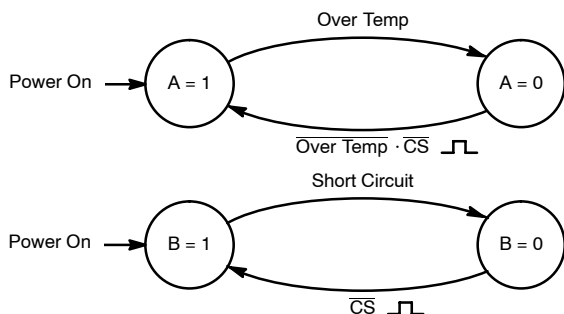 Over Temp
Power On
A = 1
A = 0
Over Temp · CS
Short Circuit
Power On
B = 1
B = 0
CS